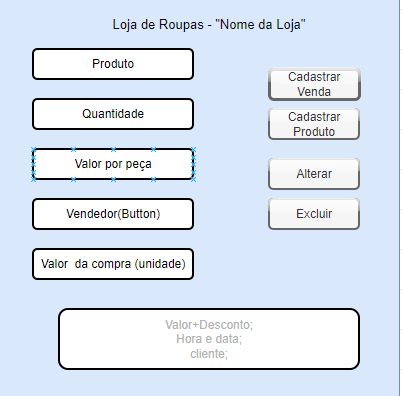 Loja de Roupas - "Nome da Loja"
Produto
Quantidade
Valor por peça
Vendedor(Button)
Valor  da compra (unidade)
Cadastrar
Venda
Cadastrar
Produto
Alterar
Excluir
Valor+Desconto;
Hora e data;
cliente;